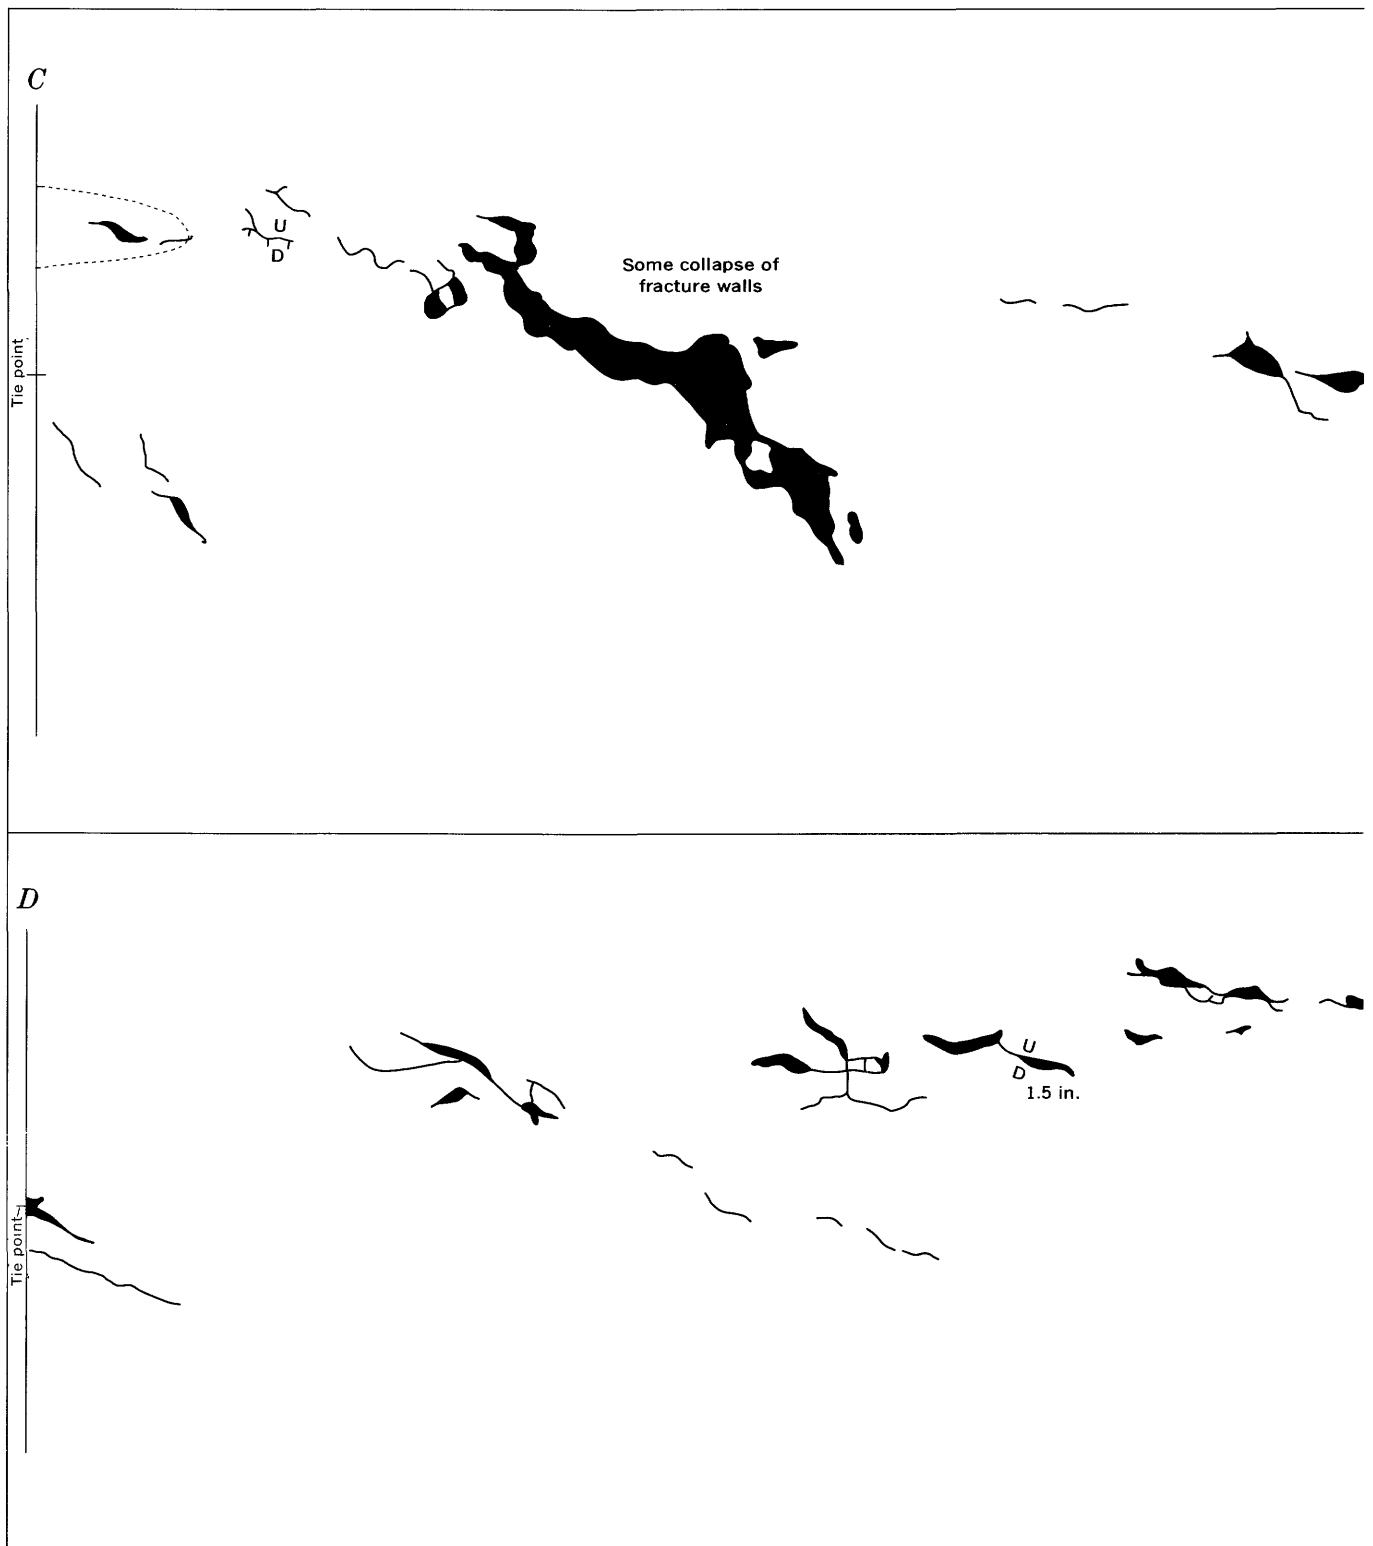 C
U
D
Some collapse of
fracture walls
Tie point
D
U
D
1.5 in.
Tie point